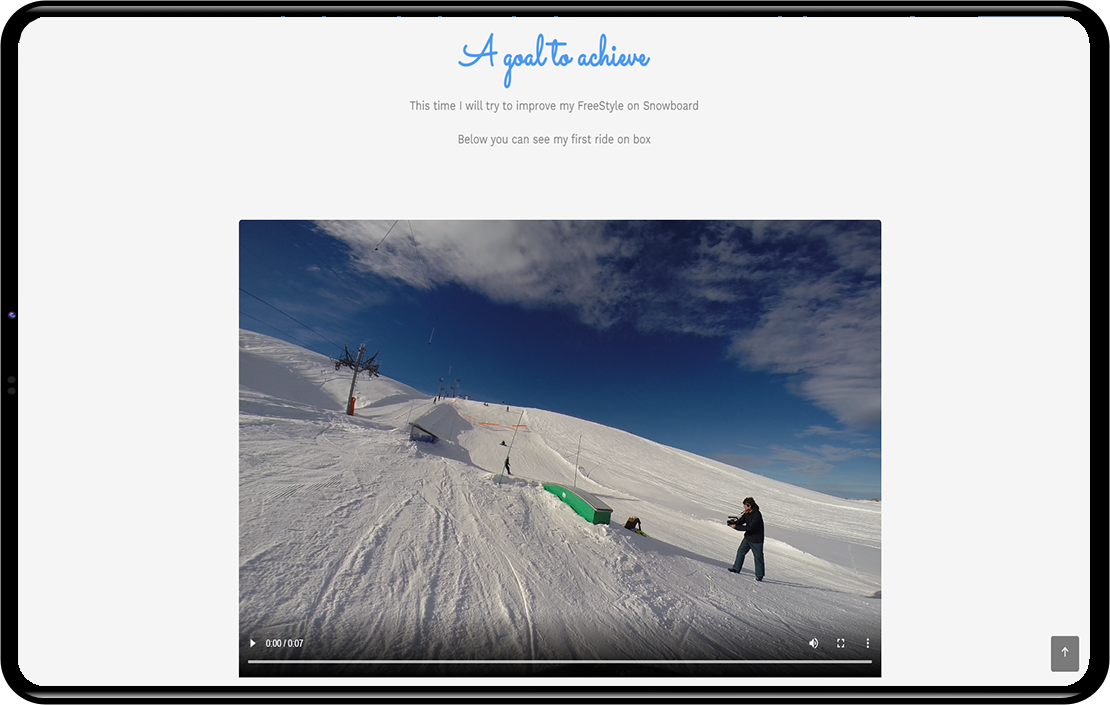 A goal to achieve
This time I will try to improve my FreeStyle on Snowboard
Below you can see my first ride on box
0:00 / 0:07